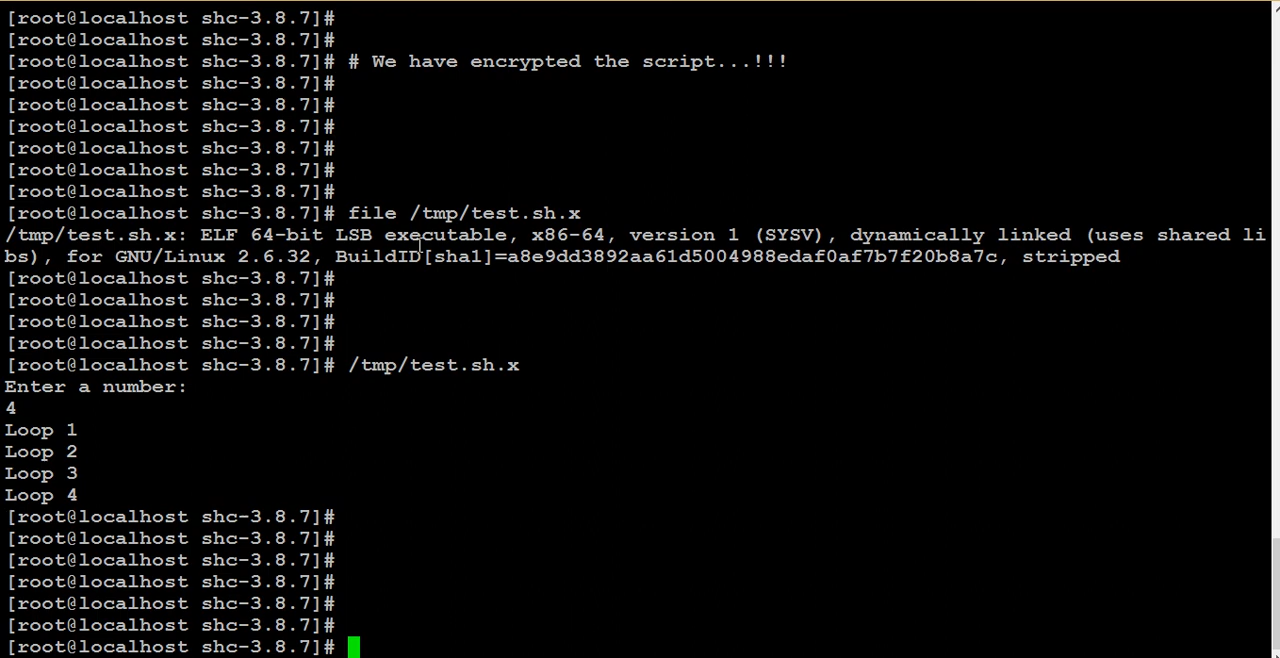 [root@localhost shc-3.8.7]#
[root@localhost shc-3.8.7]#
[root@localhost shc-3.8.7]# # We have encrypted the script...!!!
[root@localhost shc-3.8.7]#
[root@localhost shc-3.8.7]#
[root@localhost shc-3.8.7]#
[root@localhost shc-3.8.7]#
[root@localhost shc-3.8.7]#
[root@localhost shc-3.8.7]#
[root@localhost shc-3.8.7]# file /tmp/test.sh.x
/tmp/test.sh.x: ELF 64-bit LSB executable, x86-64, version 1 (SYSV), dynamically linked (uses shared li
bs), for GNU/Linux 2.6.32, BuildID[sha1]=a8e9dd3892aa61d5004988edaf0af7b7f20b8a7c, stripped
[root@localhost shc-3.8.7]#
[root@localhost shc-3.8.7]#
[root@localhost shc-3.8.7]#
[root@localhost shc-3.8.7]#
[root@localhost shc-3.8.7]# /tmp/test.sh.x
Enter a number:
4
Loop 1
Loop 2
Loop 3
Loop 4
[root@localhost shc-3.8.7]#
[root@localhost shc-3.8.7]#
[root@localhost shc-3.8.7]#
[root@localhost shc-3.8.7]#
[root@localhost shc-3.8.7]#
[root@localhost shc-3.8.7]#
[root@localhost shc-3.8.7]#